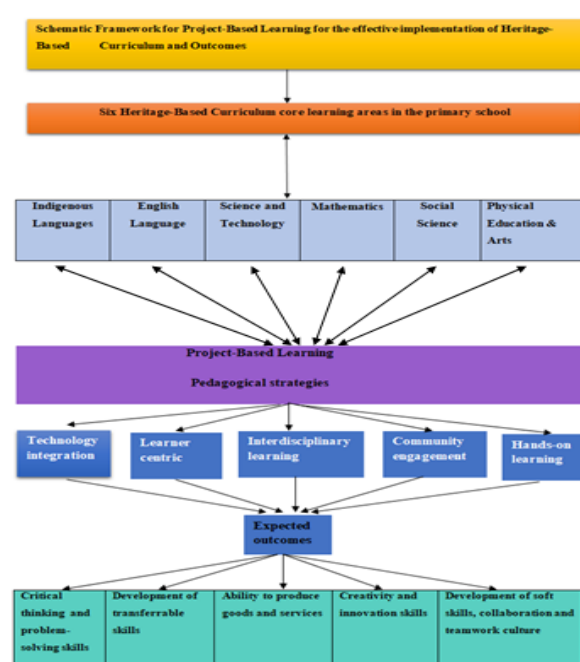 Schematic Framework for Project-Based Learning for the effective implementation of Heritage-
Based Curriculum and Outcomes
Six Heritage-Based Curriculum core learning areas in the primary school
Indigenous
Languages
English
Language
Science and
Technology
Mathematics
Social
Science
Physical
Education &
Arts
Project-Based Learning
Pedagogical strategies
Technology
integration
Learner
centric
Interdisciplinary
learning
Community
engagement
Hands-on
learning
Expected
outcomes
Critical
thinking and
problem-
solving skills
Development of
transferrable
skills
Ability to produce
goods and services
Creativity and
innovation skills
Development of soft
skills, collaboration and
teamwork culture